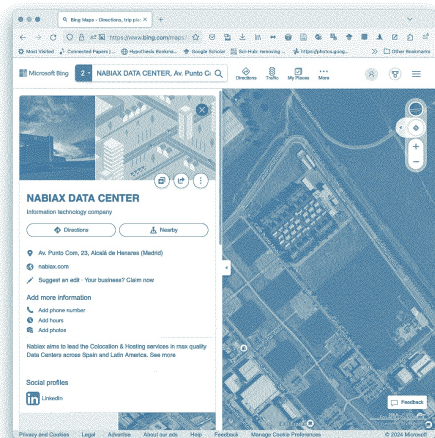 Bing Maps - Directions, trip pla
https://www.bing.com/maps
Most Visited
Connected Papers |
Hypothesis Bookma...
Google Scholar
Sci-Hub: removing ...
https://photos.goog...
Other Bookmarks
Microsoft Bing
2
NABIAX DATA CENTER, Av. Punto C
Directions
Traffic
My Places
More
NABIAX DATA CENTER
Information technology company
Directions
Nearby
Av. Punto Com, 23, Alcalá de Henares (Madrid)
nabiax.com
Suggest an edit · Your business? Claim now
Add more information
Add phone number
Add hours
Add photos
Nabiax aims to lead the Colocation & Hosting services in max quality
Data Centers across Spain and Latin America. See more
Social profiles
in LinkedIn
Feedback
Privacy and Cookies
Legal
Advertise
About our ads
Help
Feedback
Manage Cookie Preferences
© 2024 Microsoft